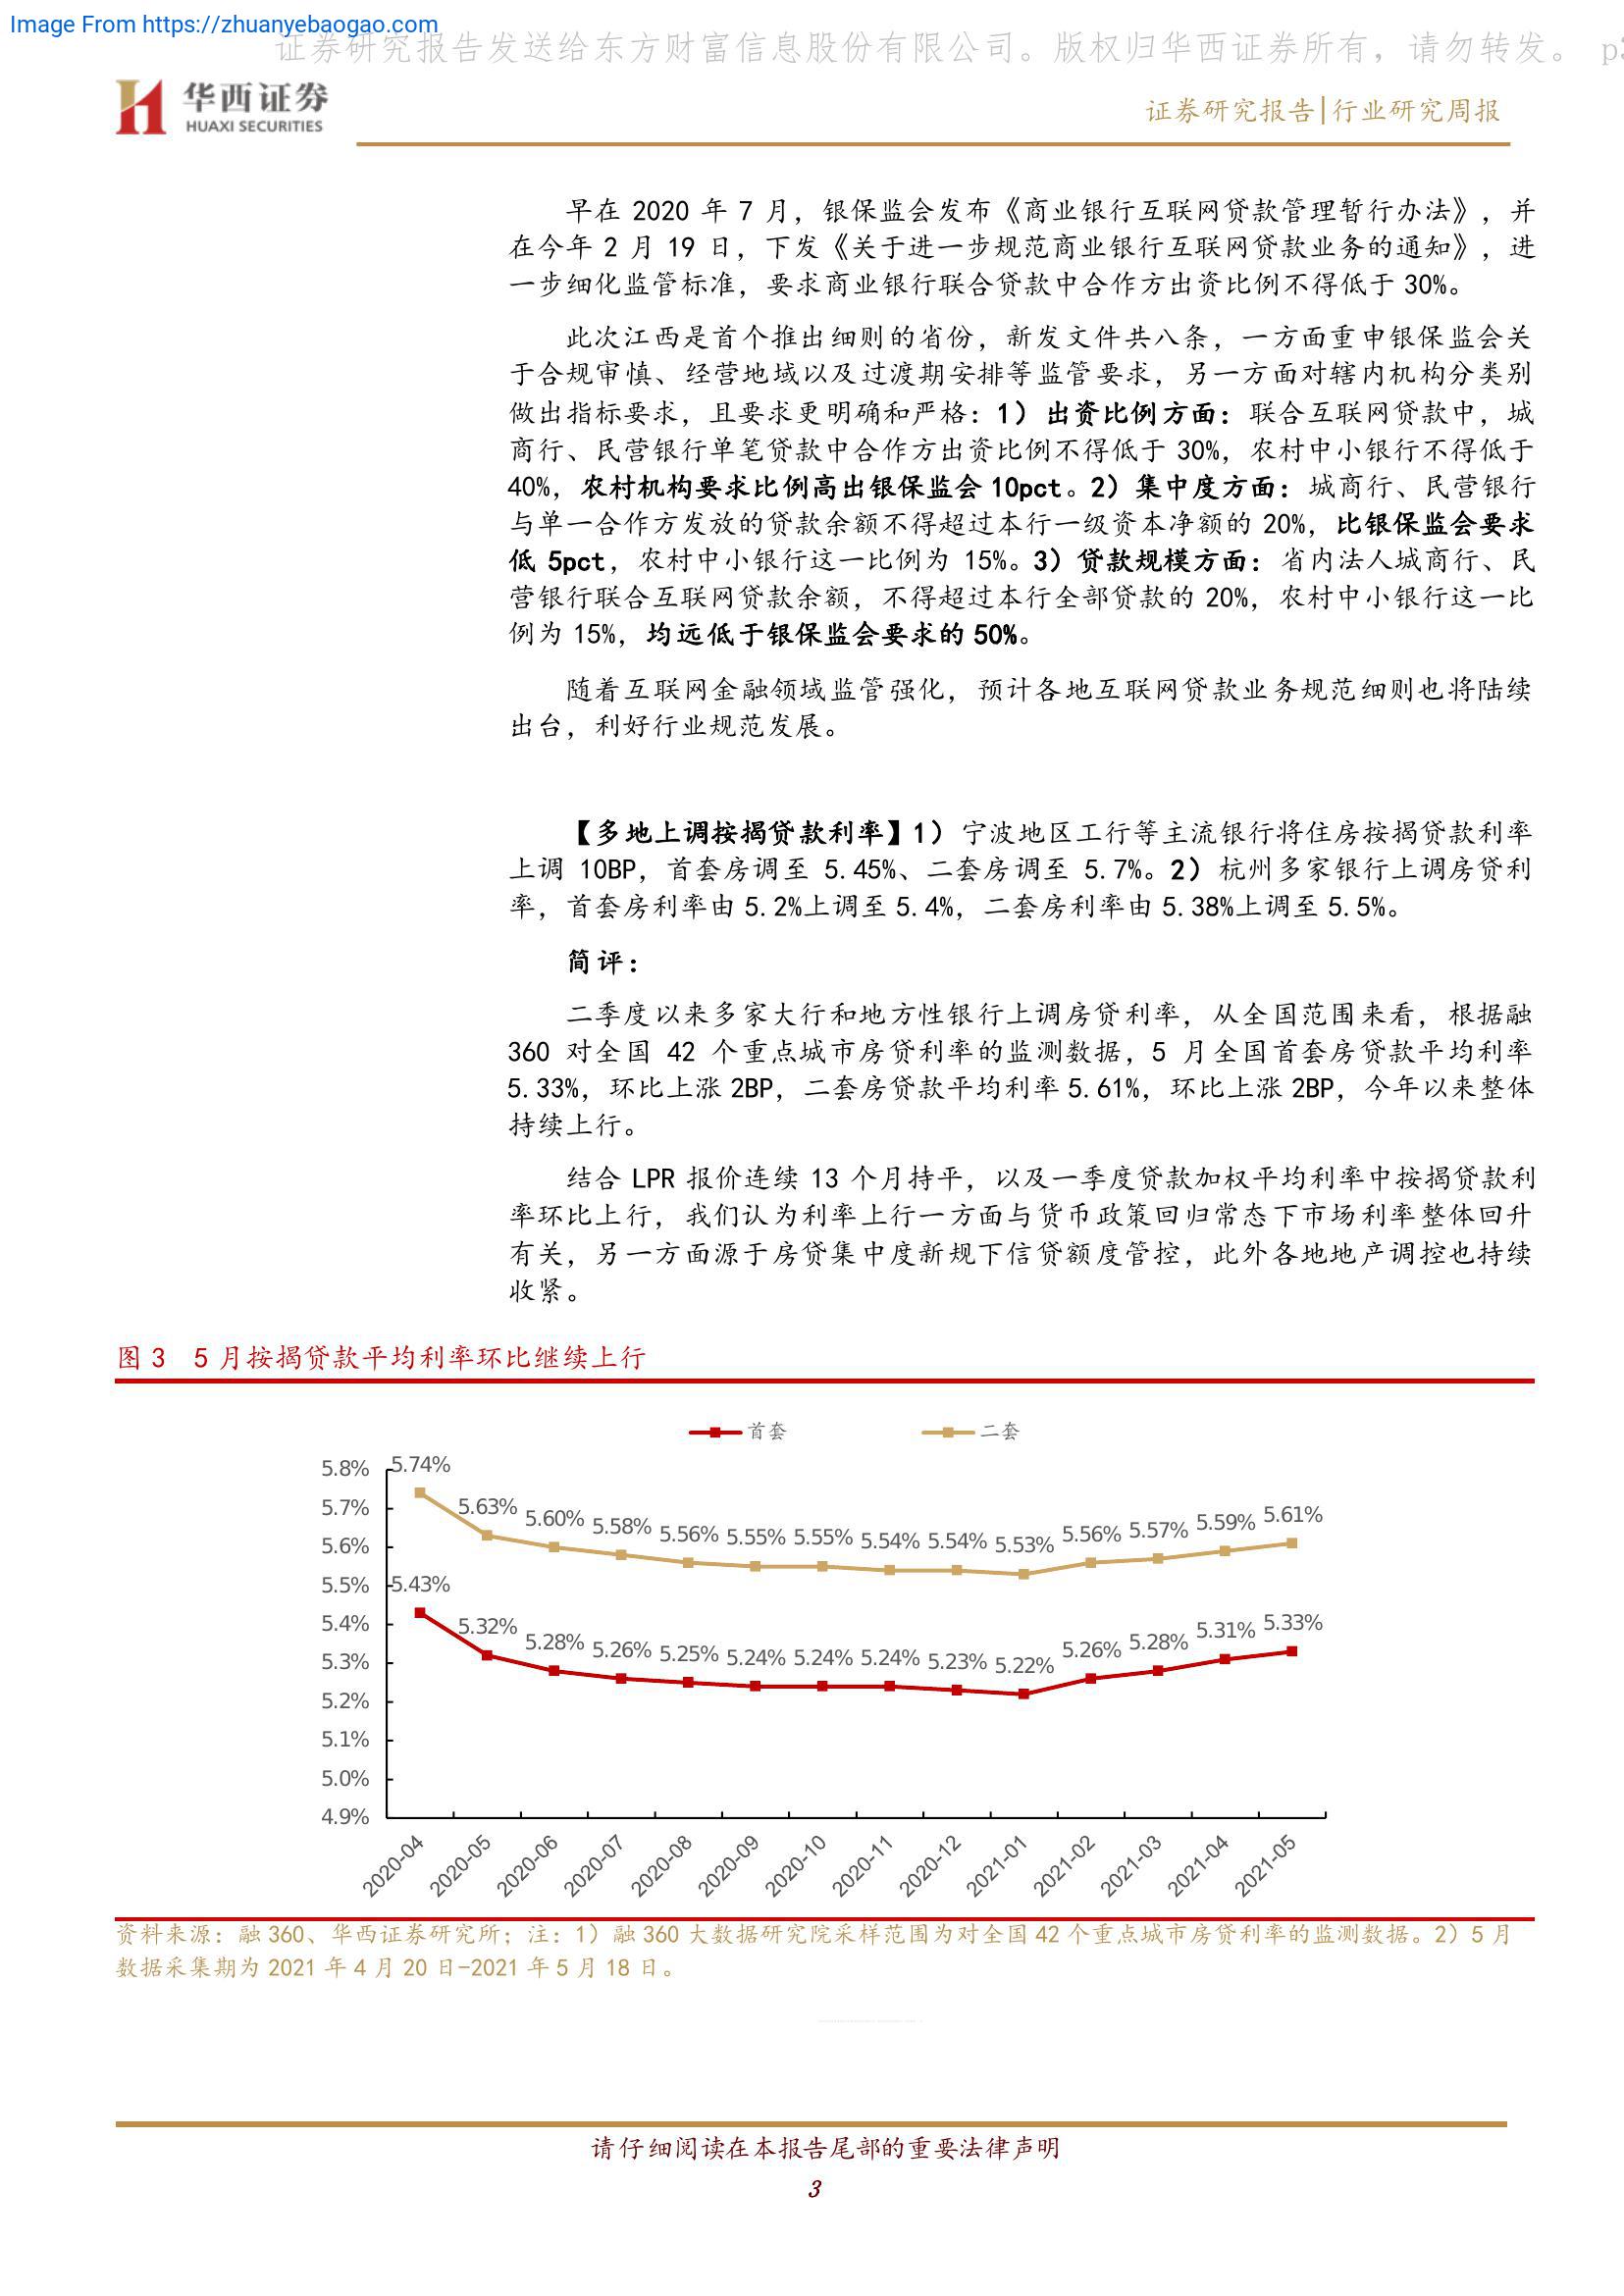 Image From https://zhuanyebaogao.com
证券研究报告发送给东方财富信息股份有限公司。版权归华西证券所有，请勿转发。 p3
华西证券
HUAXI SECURITIES
证券研究报告|行业研究周报
早在 2020 年 7 月，银保监会发布《商业银行互联网贷款管理暂行办法》，并
在今年 2 月 19 日，下发《关于进一步规范商业银行互联网贷款业务的通知》，进
一步细化监管标准，要求商业银行联合贷款中合作方出资比例不得低于 30%。
此次江西是首个推出细则的省份，新发文件共八条，一方面重申银保监会关
于合规审慎、经营地域以及过渡期安排等监管要求，另一方面对辖内机构分类别
做出指标要求，且要求更明确和严格：1）出资比例方面：联合互联网贷款中，城
商行、民营银行单笔贷款中合作方出资比例不得低于 30%，农村中小银行不得低于
40%，农村机构要求比例高出银保监会 10pct。2）集中度方面：城商行、民营银行
与单一合作方发放的贷款余额不得超过本行一级资本净额的 20%，比银保监会要求
低 5pct，农村中小银行这一比例为 15%。3）贷款规模方面：省内法人城商行、民
营银行联合互联网贷款余额，不得超过本行全部贷款的 20%，农村中小银行这一比
例为 15%，均远低于银保监会要求的 50%。
随着互联网金融领域监管强化，预计各地互联网贷款业务规范细则也将陆续
出台，利好行业规范发展。
【多地上调按揭贷款利率】1）宁波地区工行等主流银行将住房按揭贷款利率
上调 10BP，首套房调至 5.45%、二套房调至 5.7%。2）杭州多家银行上调房贷利
率，首套房利率由 5.2%上调至 5.4%，二套房利率由 5.38%上调至 5.5%。
简评：
二季度以来多家大行和地方性银行上调房贷利率，从全国范围来看，根据融
360 对全国 42 个重点城市房贷利率的监测数据，5 月全国首套房贷款平均利率
5.33%，环比上涨 2BP，二套房贷款平均利率 5.61%，环比上涨 2BP，今年以来整体
持续上行。
结合 LPR 报价连续 13 个月持平，以及一季度贷款加权平均利率中按揭贷款利
率环比上行，我们认为利率上行一方面与货币政策回归常态下市场利率整体回升
有关，另一方面源于房贷集中度新规下信贷额度管控，此外各地地产调控也持续
收紧。
图 3 5 月按揭贷款平均利率环比继续上行
首套 二套
5.8%
5.7%
5.6%
5.5%
5.4%
5.3%
5.2%
5.1%
5.0%
4.9%
5.74% 5.63% 5.60% 5.58% 5.56% 5.55% 5.55% 5.54% 5.54% 5.53% 5.56% 5.57% 5.59% 5.61%
5.43% 5.32% 5.28% 5.26% 5.25% 5.24% 5.24% 5.24% 5.23% 5.22% 5.26% 5.28% 5.31% 5.33%
2020-04 2020-05 2020-06 2020-07 2020-08 2020-09 2020-10 2020-11 2020-12 2021-01 2021-02 2021-03 2021-04 2021-05
资料来源：融 360、华西证券研究所；注：1）融 360 大数据研究院采样范围为对全国 42 个重点城市房贷利率的监测数据。2）5 月
数据采集期为 2021 年 4 月 20 日-2021 年 5 月 18 日。
请仔细阅读在本报告尾部的重要法律声明
3